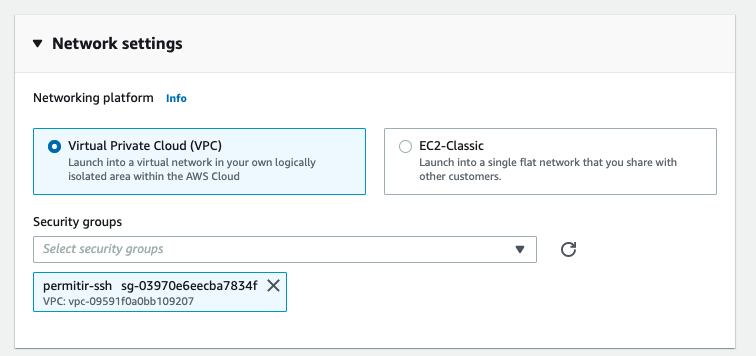 Network settings
Networking platform Info
Virtual Private Cloud (VPC)
Launch into a virtual network in your own logically
isolated area within the AWS Cloud
EC2-Classic
Launch into a single flat network that you share with
other customers.
Security groups
Select security groups
permitir-ssh sg-03970e6eecba7834f
VPC: vpc-09591f0a0bb109207